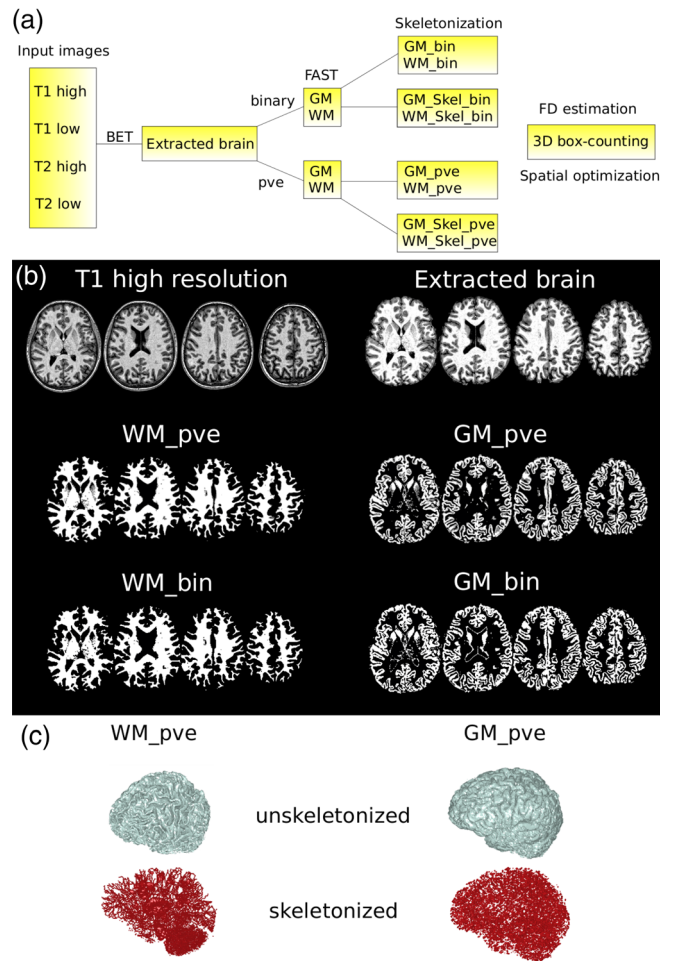 (a)
Input images
T1 high
T1 low
T2 high
T2 low
BET
Extracted brain
binary
pve
FAST
GM
WM
GM
WM
Skeletonization
GM_bin
WM_bin
GM_Skel_bin
WM_Skel_bin
GM_pve
WM_pve
GM_Skel_pve
WM_Skel_pve
FD estimation
3D box-counting
Spatial optimization
(b)
T1 high resolution
Extracted brain
WM_pve
GM_pve
WM_bin
GM_bin
(c)
WM_pve
GM_pve
unskeletonized
skeletonized